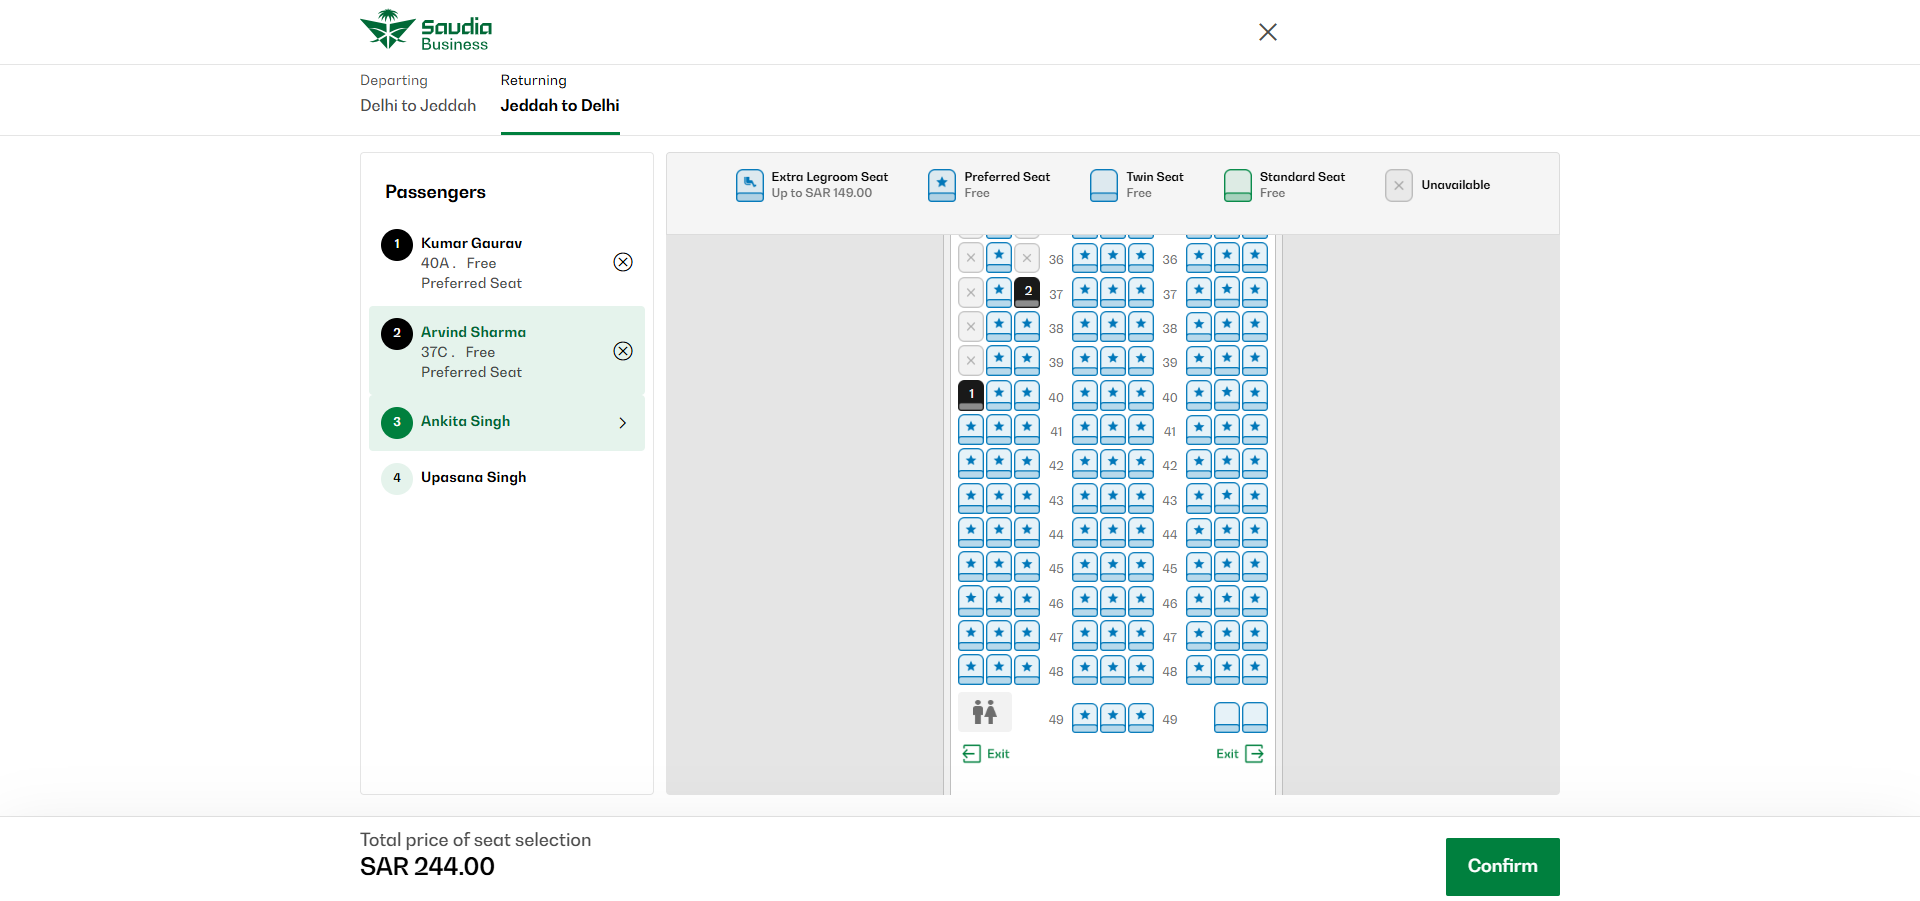 Saudia
Business
Departing
Delhi to Jeddah
Returning
Jeddah to Delhi
Passengers
1
Kumar Gaurav
40A . Free
Preferred Seat
2
Arvind Sharma
37C . Free
Preferred Seat
3
Ankita Singh
4
Upasana Singh
Extra Legroom Seat
Up to SAR 149.00
Preferred Seat
Free
Twin Seat
Free
Standard Seat
Free
Unavailable
36 36
2 37 37
38 38
39 39
1 40 40
41 41
42 42
43 43
44 44
45 45
46 46
47 47
48 48
49 49
Exit Exit
Total price of seat selection
SAR 244.00
Confirm